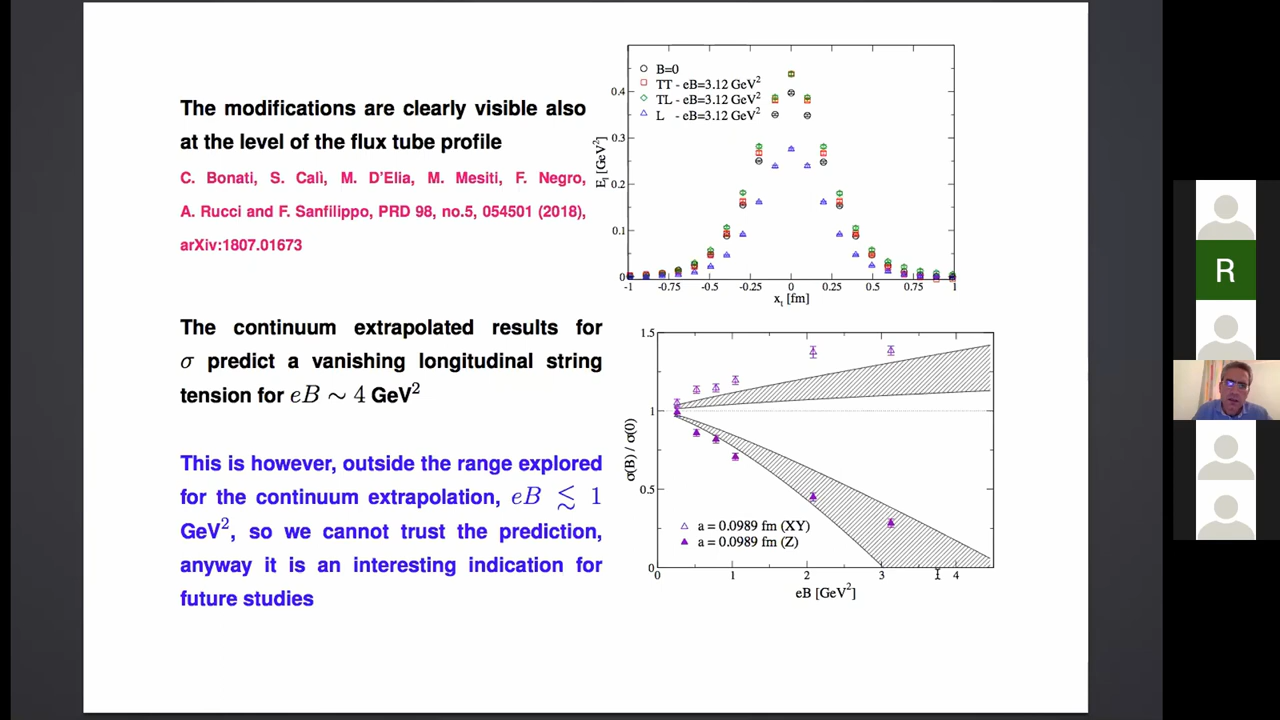 The modifications are clearly visible also
at the level of the flux tube profile
C. Bonati, S. Calì, M. D'Elia, M. Mesiti, F. Negro,
A. Rucci and F. Sanfilippo, PRD 98, no.5, 054501 (2018),
arXiv:1807.01673
The continuum extrapolated results for
σ predict a vanishing longitudinal string
tension for eB ∼ 4 GeV²
This is however, outside the range explored
for the continuum extrapolation, eB ≲ 1
GeV², so we cannot trust the prediction,
anyway it is an interesting indication for
future studies
B=0
TT - eB=3.12 GeV²
TL - eB=3.12 GeV²
L - eB=3.12 GeV²
E_l [GeV²]
0.4
0.3
0.2
0.1
0
-1 -0.75 -0.5 -0.25 0 0.25 0.5 0.75 1
x_t [fm]
1.5
1
0.5
0
σ(B) / σ(0)
a = 0.0989 fm (XY)
a = 0.0989 fm (Z)
0 1 2 3 4
eB [GeV²]
R